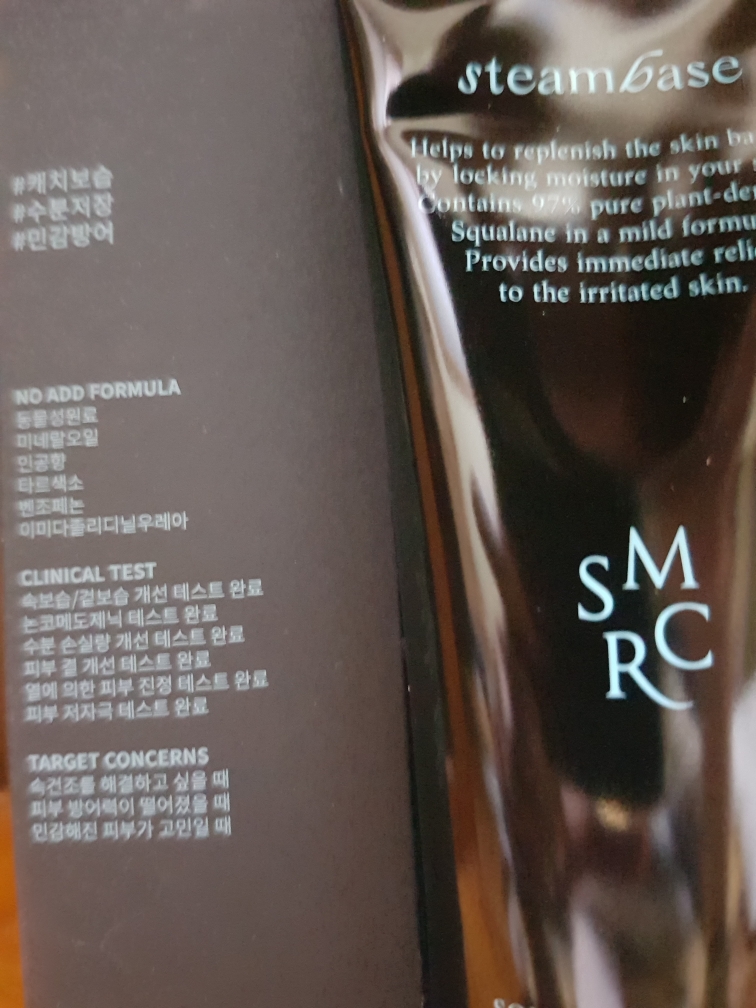 #캐치보습
#수분저장
#민감방어
NO ADD FORMULA
동물성원료
미네랄오일
인공향
타르색소
벤조페논
이미다졸리디닐우레아
CLINICAL TEST
속보습/겉보습 개선 테스트 완료
논코메도제닉 테스트 완료
수분 손실량 개선 테스트 완료
피부 결 개선 테스트 완료
열에 의한 피부 진정 테스트 완료
피부 저자극 테스트 완료
TARGET CONCERNS
속건조를 해결하고 싶을 때
피부 방어력이 떨어졌을 때
민감해진 피부가 고민일 때
steambase
Helps to replenish the skin ba
by locking moisture in your
Contains 97% pure plant-de
Squalane in a mild formu
Provides immediate reli
to the irritated skin.
SM
RC